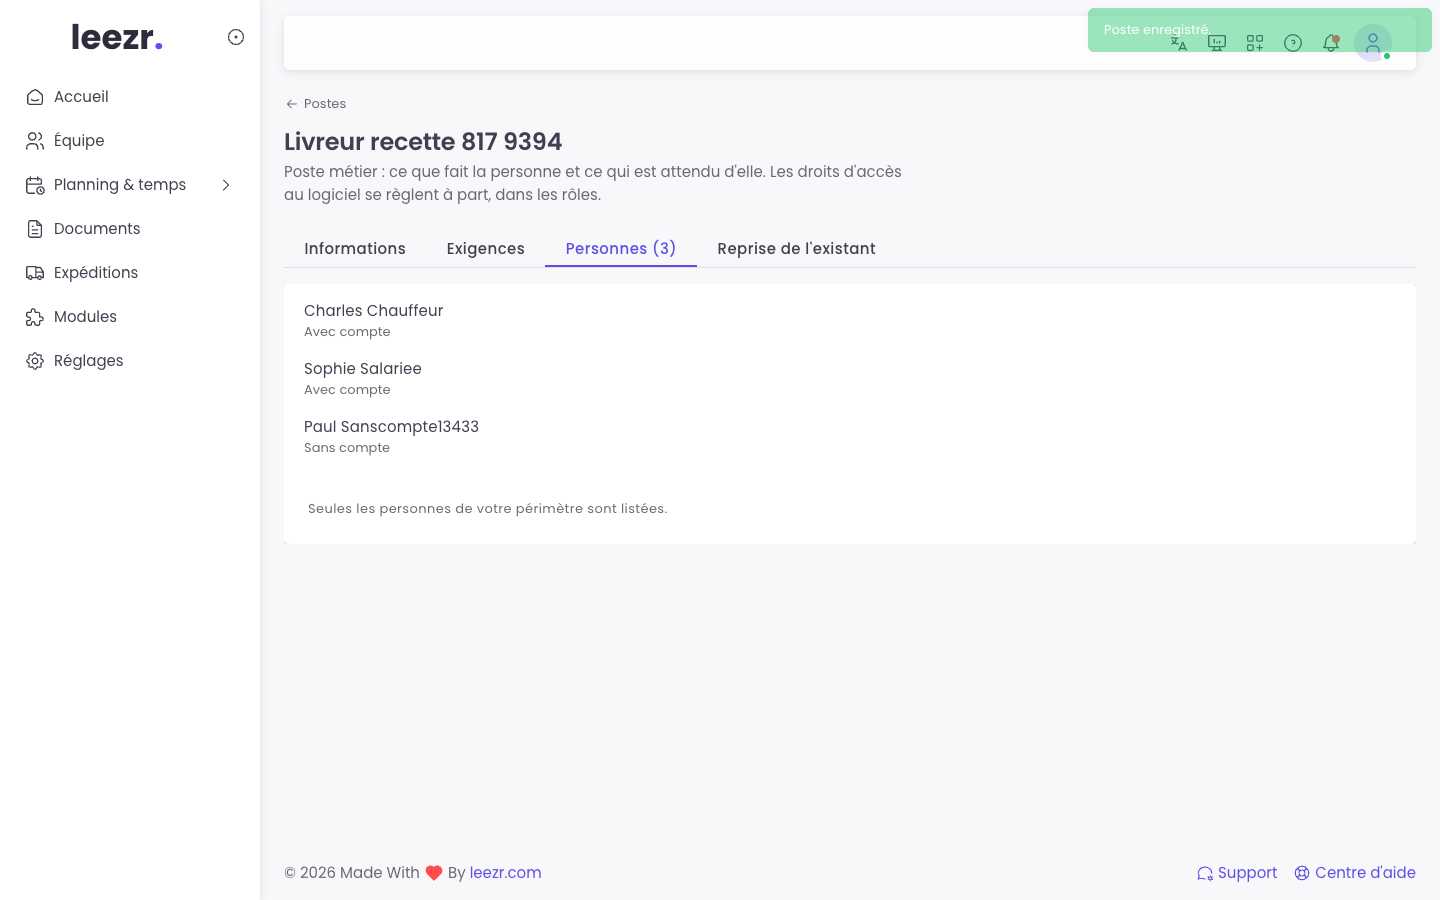 leezr.
Poste enregistré.
Accueil
Équipe
Planning & temps
Documents
Expéditions
Modules
Réglages
Postes
Livreur recette 817 9394
Poste métier : ce que fait la personne et ce qui est attendu d'elle. Les droits d'accès
au logiciel se règlent à part, dans les rôles.
Informations
Exigences
Personnes (3)
Reprise de l'existant
Charles Chauffeur
Avec compte
Sophie Salariee
Avec compte
Paul Sanscompte13433
Sans compte
Seules les personnes de votre périmètre sont listées.
© 2026 Made With ❤ By leezr.com
Support
Centre d'aide